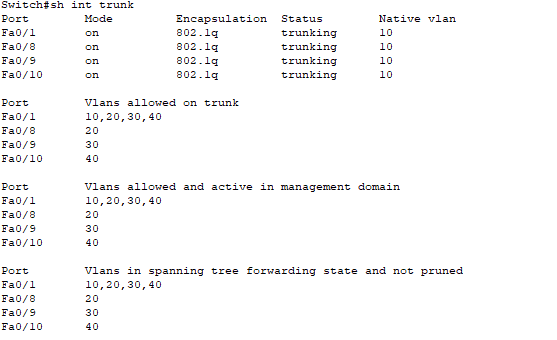 Switch#sh int trunk
Port Mode Encapsulation Status Native vlan
Fa0/1 on 802.1q trunking 10
Fa0/8 on 802.1q trunking 10
Fa0/9 on 802.1q trunking 10
Fa0/10 on 802.1q trunking 10
Port Vlans allowed on trunk
Fa0/1 10,20,30,40
Fa0/8 20
Fa0/9 30
Fa0/10 40
Port Vlans allowed and active in management domain
Fa0/1 10,20,30,40
Fa0/8 20
Fa0/9 30
Fa0/10 40
Port Vlans in spanning tree forwarding state and not pruned
Fa0/1 10,20,30,40
Fa0/8 20
Fa0/9 30
Fa0/10 40